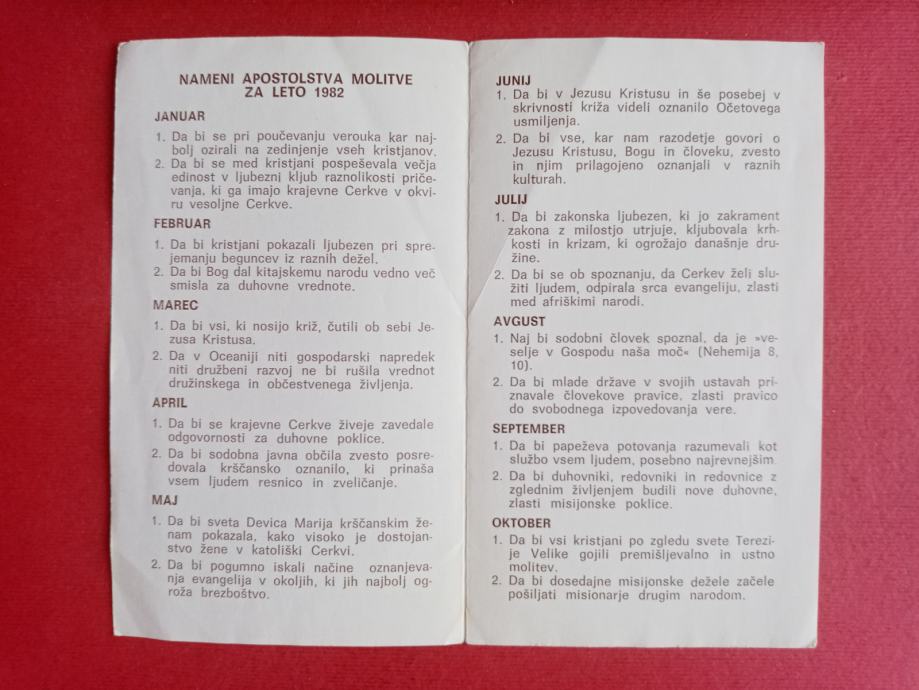 NAMENI APOSTOLSTVA MOLITVE
ZA LETO 1982
JANUAR
1. Da bi se pri poučevanju verouka kar naj-
bolj ozirali na zedinjenje vseh kristjanov.
2. Da bi se med kristjani pospeševala večja
edinost v ljubezni kljub raznolikosti priče-
vanja, ki ga imajo krajevne Cerkve v okvi-
ru vesoljne Cerkve.
FEBRUAR
1. Da bi kristjani pokazali ljubezen pri spre-
jemanju beguncev iz raznih dežel.
2. Da bi Bog dal kitajskemu narodu vedno več
smisla za duhovne vrednote.
MAREC
1. Da bi vsi, ki nosijo križ, čutili ob sebi Je-
zusa Kristusa.
2. Da v Oceaniji niti gospodarski napredek
niti družbeni razvoj ne bi rušila vrednot
družinskega in občestvenega življenja.
APRIL
1. Da bi se krajevne Cerkve živeje zavedale
odgovornosti za duhovne poklice.
2. Da bi sodobna javna občila zvesto posre-
dovala krščansko oznanilo, ki prinaša
vsem ljudem resnico in zveličanje.
MAJ
1. Da bi sveta Devica Marija krščanskim že-
nam pokazala, kako visoko je dostojan-
stvo žene v katoliški Cerkvi.
2. Da bi pogumno iskali načine oznanjeva-
nja evangelija v okoljih, ki jih najbolj og-
roža brezboštvo.
JUNIJ
1. Da bi v Jezusu Kristusu in še posebej v
skrivnosti križa videli oznanilo Očetovega
usmiljenja.
2. Da bi vse, kar nam razodetje govori o
Jezusu Kristusu, Bogu in človeku, zvesto
in njim prilagojeno oznanjali v raznih
kulturah.
JULIJ
1. Da bi zakonska ljubezen, ki jo zakrament
zakona z milostjo utrjuje, kljubovala krh-
kosti in krizam, ki ogrožajo današnje dru-
žine.
2. Da bi se ob spoznanju, da Cerkev želi slu-
žiti ljudem, odpirala srca evangeliju, zlasti
med afriškimi narodi.
AVGUST
1. Naj bi sodobni človek spoznal, da je »ve-
selje v Gospodu naša moč« (Nehemija 8,
10).
2. Da bi mlade države v svojih ustavah pri-
znavale človekove pravice, zlasti pravico
do svobodnega izpovedovanja vere.
SEPTEMBER
1. Da bi papeževa potovanja razumevali kot
službo vsem ljudem, posebno najrevnejšim.
2. Da bi duhovniki, redovniki in redovnice z
zglednim življenjem budili nove duhovne,
zlasti misijonske poklice.
OKTOBER
1. Da bi vsi kristjani po zgledu svete Terezi-
je Velike gojili premišljevalno in ustno
molitev.
2. Da bi dosedajne misijonske dežele začele
pošiljati misionarje drugim narodom.